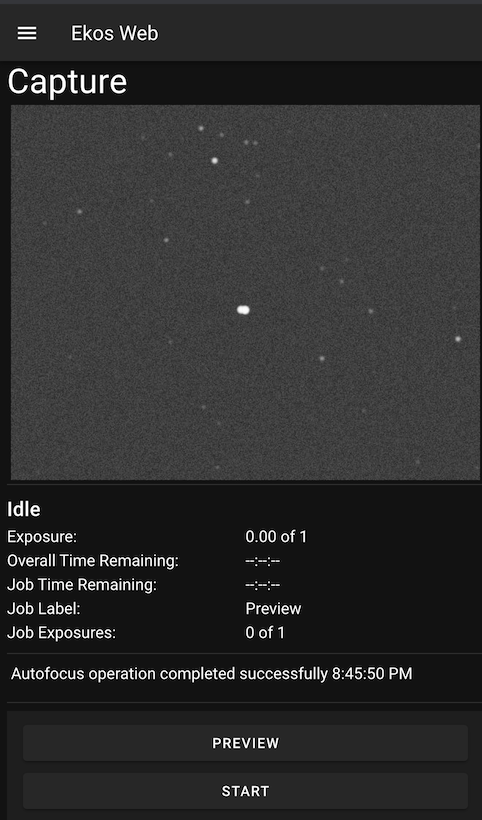 Ekos Web
Capture
Idle
Exposure: 0.00 of 1
Overall Time Remaining: --:--:--
Job Time Remaining: --:--:--
Job Label: Preview
Job Exposures: 0 of 1
Autofocus operation completed successfully 8:45:50 PM
PREVIEW
START